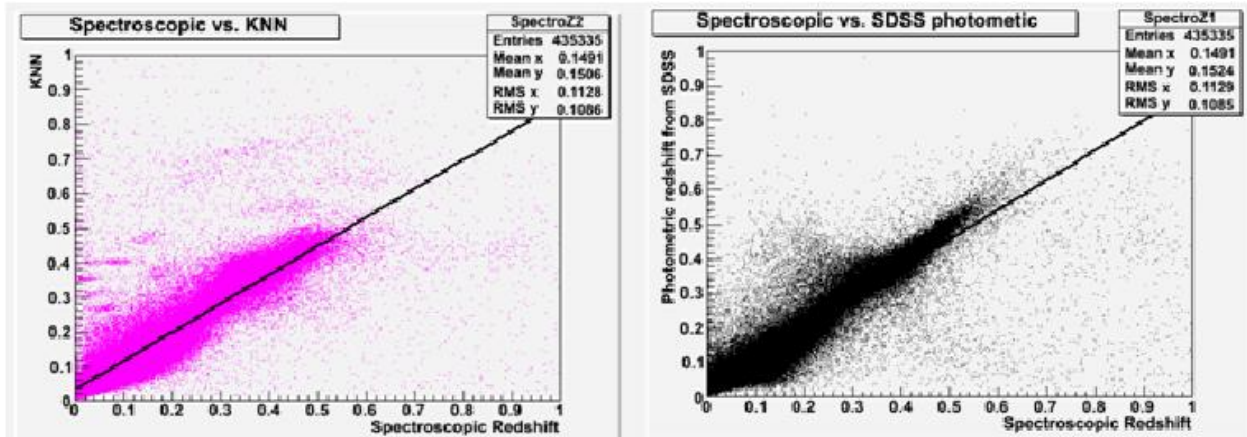 Spectroscopic vs. KNN
SpectroZ2
Entries 435335
Mean x 0.1491
Mean y 0.1506
RMS x 0.1128
RMS y 0.1086
KNN
1
0.9
0.8
0.7
0.6
0.5
0.4
0.3
0.2
0.1
0
0 0.1 0.2 0.3 0.4 0.5 0.6 0.7 0.8 0.9 1
Spectroscopic Redshift
Spectroscopic vs. SDSS photometic
SpectroZ1
Entries 435335
Mean x 0.1491
Mean y 0.1524
RMS x 0.1129
RMS y 0.1085
Photometric redshift from SDSS
1
0.9
0.8
0.7
0.6
0.5
0.4
0.3
0.2
0.1
0
0 0.1 0.2 0.3 0.4 0.5 0.6 0.7 0.8 0.9 1
Spectroscopic Redshift